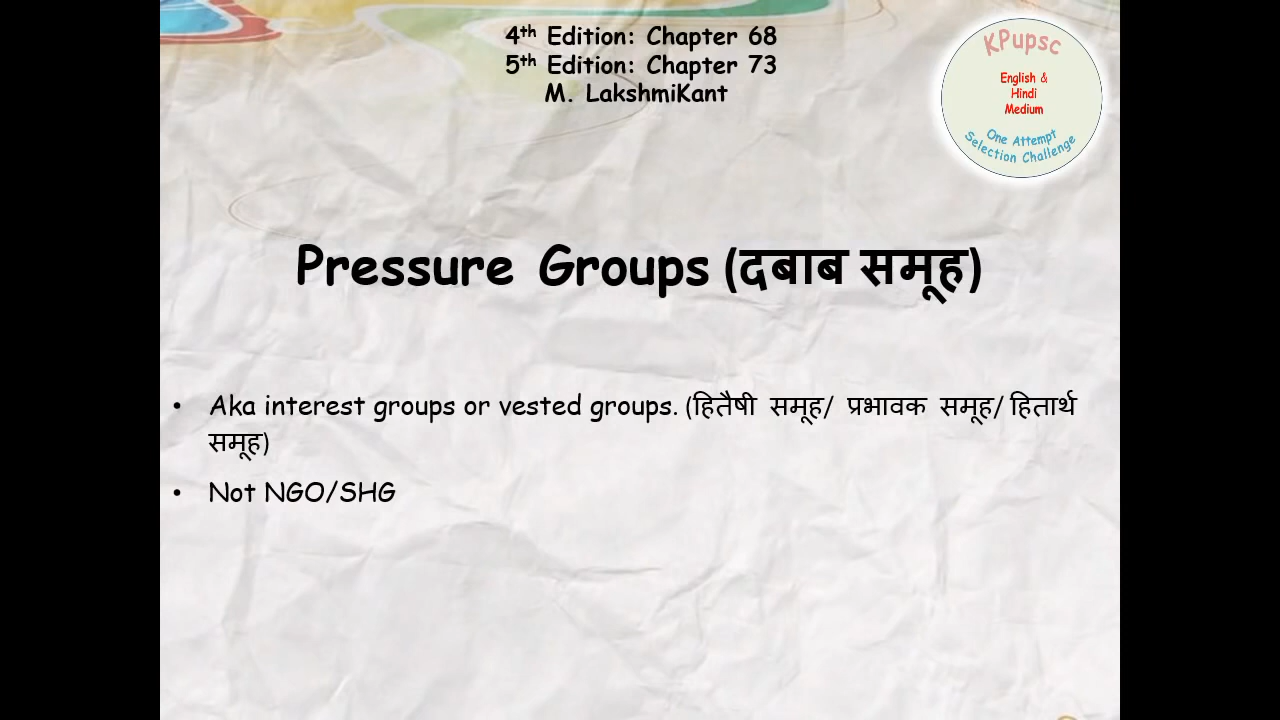 4th Edition: Chapter 68
5th Edition: Chapter 73
M. LakshmiKant
KPupsc
English &
Hindi
Medium
One Attempt
Selection Challenge
Pressure Groups (दबाब समूह)
• Aka interest groups or vested groups. (हितैषी समूह/ प्रभावक समूह/ हितार्थ
समूह)
• Not NGO/SHG